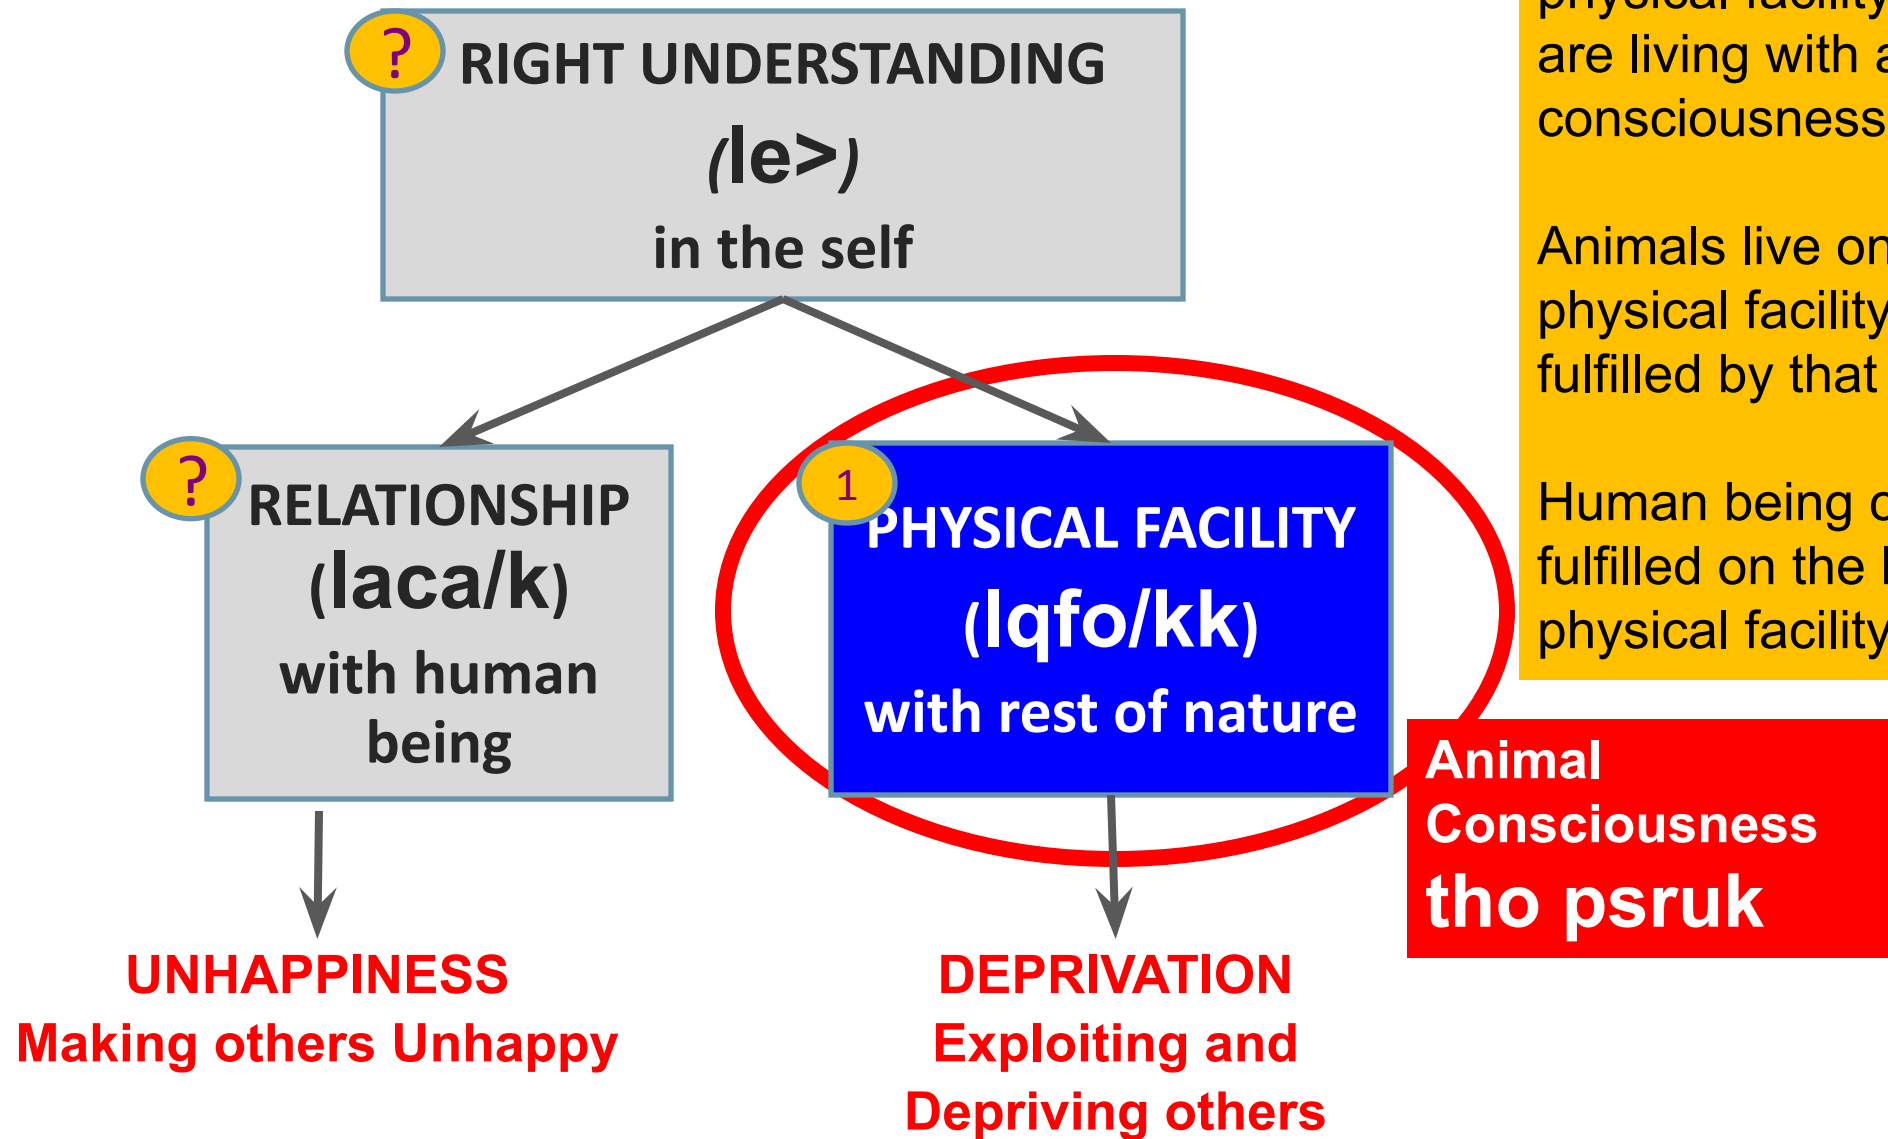 ?
RIGHT UNDERSTANDING
(le>)
in the self
?
RELATIONSHIP
(laca/k)
with human
being
1
PHYSICAL FACILITY
(lqfo/kk)
with rest of nature
UNHAPPINESS
Making others Unhappy
DEPRIVATION
Exploiting and
Depriving others
physical facility
are living with
consciousness
Animals live
physical facility
fulfilled by that
Human being
fulfilled on the
physical facility
Animal
Consciousness
tho psruk